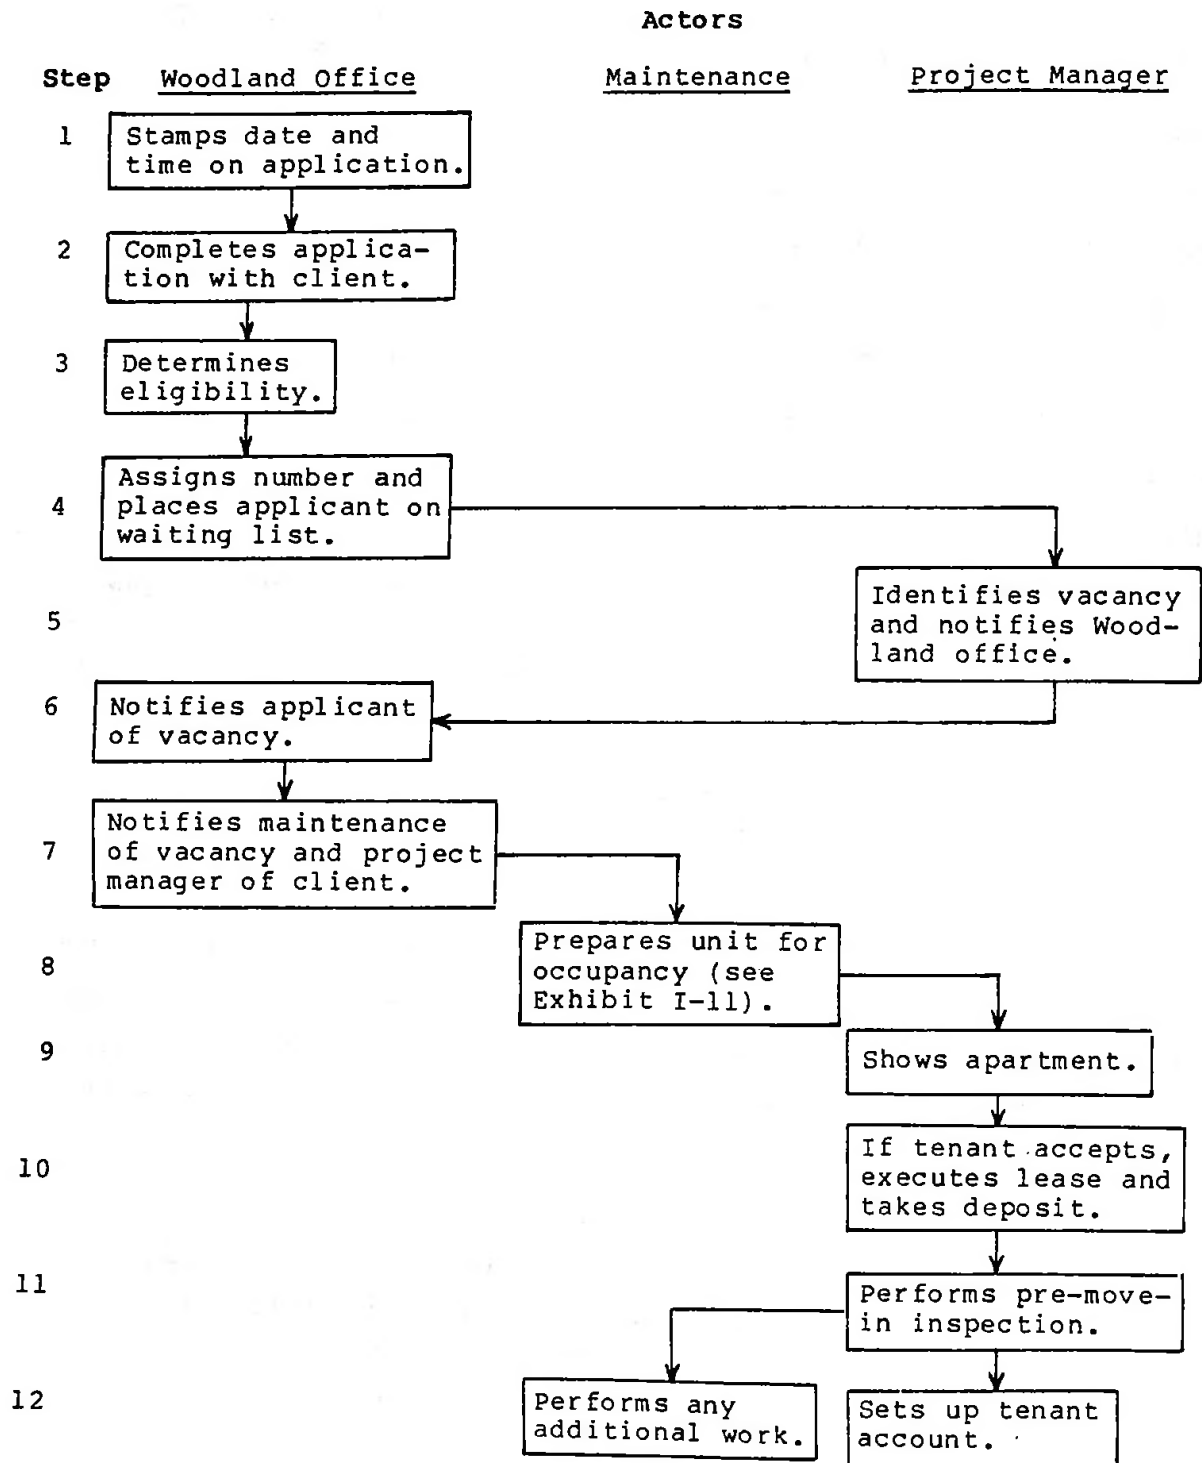 Actors
Step Woodland Office Maintenance Project Manager
1 Stamps date and
time on application.
2 Completes applica-
tion with client.
3 Determines
eligibility.
Assigns number and
4 places applicant on
waiting list.
Identifies vacancy
5 and notifies Wood-
land office.
6 Notifies applicant
of vacancy.
Notifies maintenance
7 of vacancy and project
manager of client.
Prepares unit for
8 occupancy (see
Exhibit I-11).
9 Shows apartment.
If tenant accepts,
10 executes lease and
takes deposit.
11 Performs pre-move-
in inspection.
12 Performs any
additional work.
Sets up tenant
account.